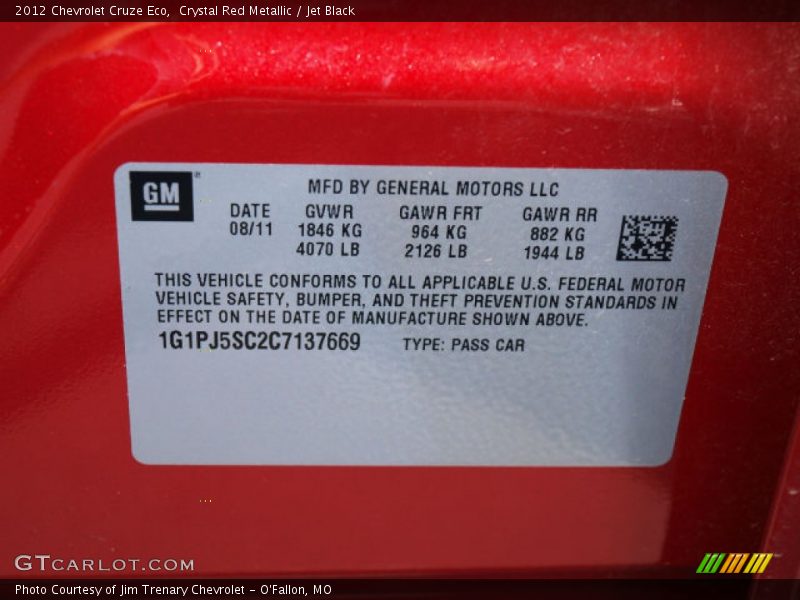 2012 Chevrolet Cruze Eco,  Crystal Red Metallic / Jet Black
GM®
MFD BY GENERAL MOTORS LLC
DATE GVWR GAWR FRT GAWR RR
08/11 1846 KG 964 KG 882 KG
4070 LB 2126 LB 1944 LB
THIS VEHICLE CONFORMS TO ALL APPLICABLE U.S. FEDERAL MOTOR
VEHICLE SAFETY, BUMPER, AND THEFT PREVENTION STANDARDS IN
EFFECT ON THE DATE OF MANUFACTURE SHOWN ABOVE.
1G1PJ5SC2C7137669 TYPE: PASS CAR
GTCARLOT.COM
Photo Courtesy of Jim Trenary Chevrolet - O'Fallon, MO